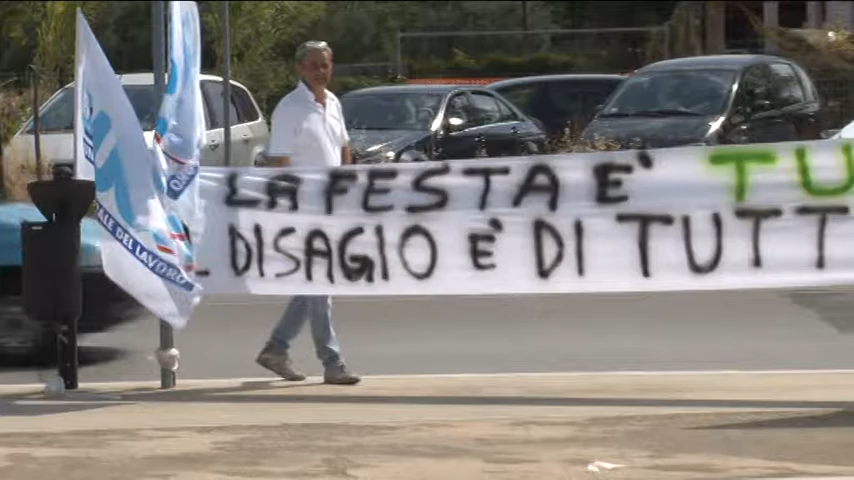 LA FESTA E' TU
L DISAGIO E' DI TUTT
ALE DEL LAVORO